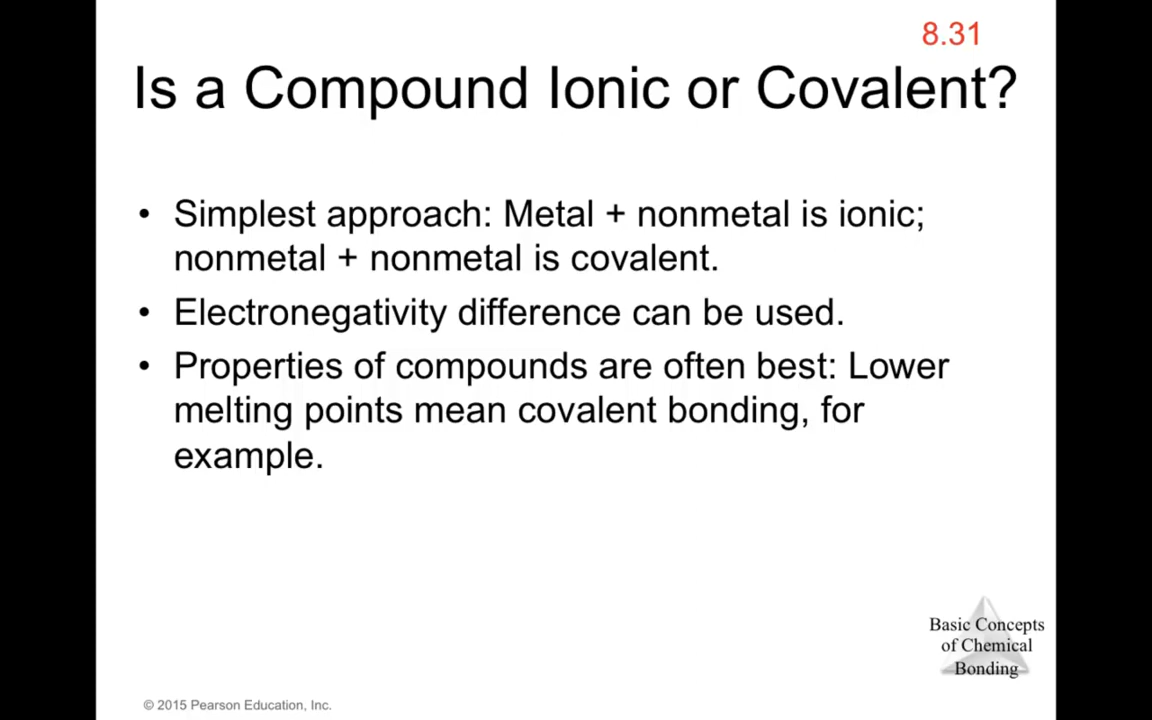 8.31
Is a Compound Ionic or Covalent?
• Simplest approach: Metal + nonmetal is ionic;
nonmetal + nonmetal is covalent.
• Electronegativity difference can be used.
• Properties of compounds are often best: Lower
melting points mean covalent bonding, for
example.
Basic Concepts
of Chemical
Bonding
© 2015 Pearson Education, Inc.